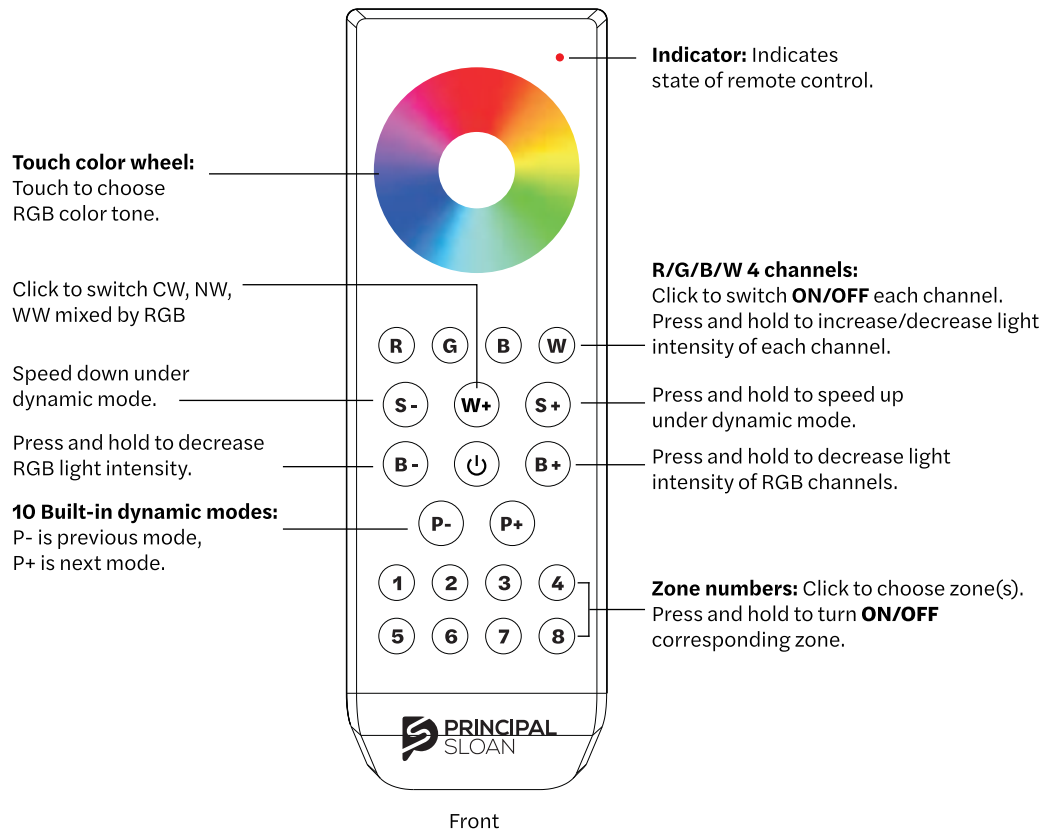 Indicator: Indicates
state of remote control.
Touch color wheel:
Touch to choose
RGB color tone.
Click to switch CW, NW,
WW mixed by RGB
R/G/B/W 4 channels:
Click to switch ON/OFF each channel.
Press and hold to increase/decrease light
intensity of each channel.
R G B W
Speed down under
dynamic mode.
S- W+ S+
Press and hold to speed up
under dynamic mode.
Press and hold to decrease
RGB light intensity.
B- B+
Press and hold to decrease light
intensity of RGB channels.
10 Built-in dynamic modes:
P- is previous mode,
P+ is next mode.
P- P+
1 2 3 4
5 6 7 8
Zone numbers: Click to choose zone(s).
Press and hold to turn ON/OFF
corresponding zone.
PRINCIPAL
SLOAN
Front